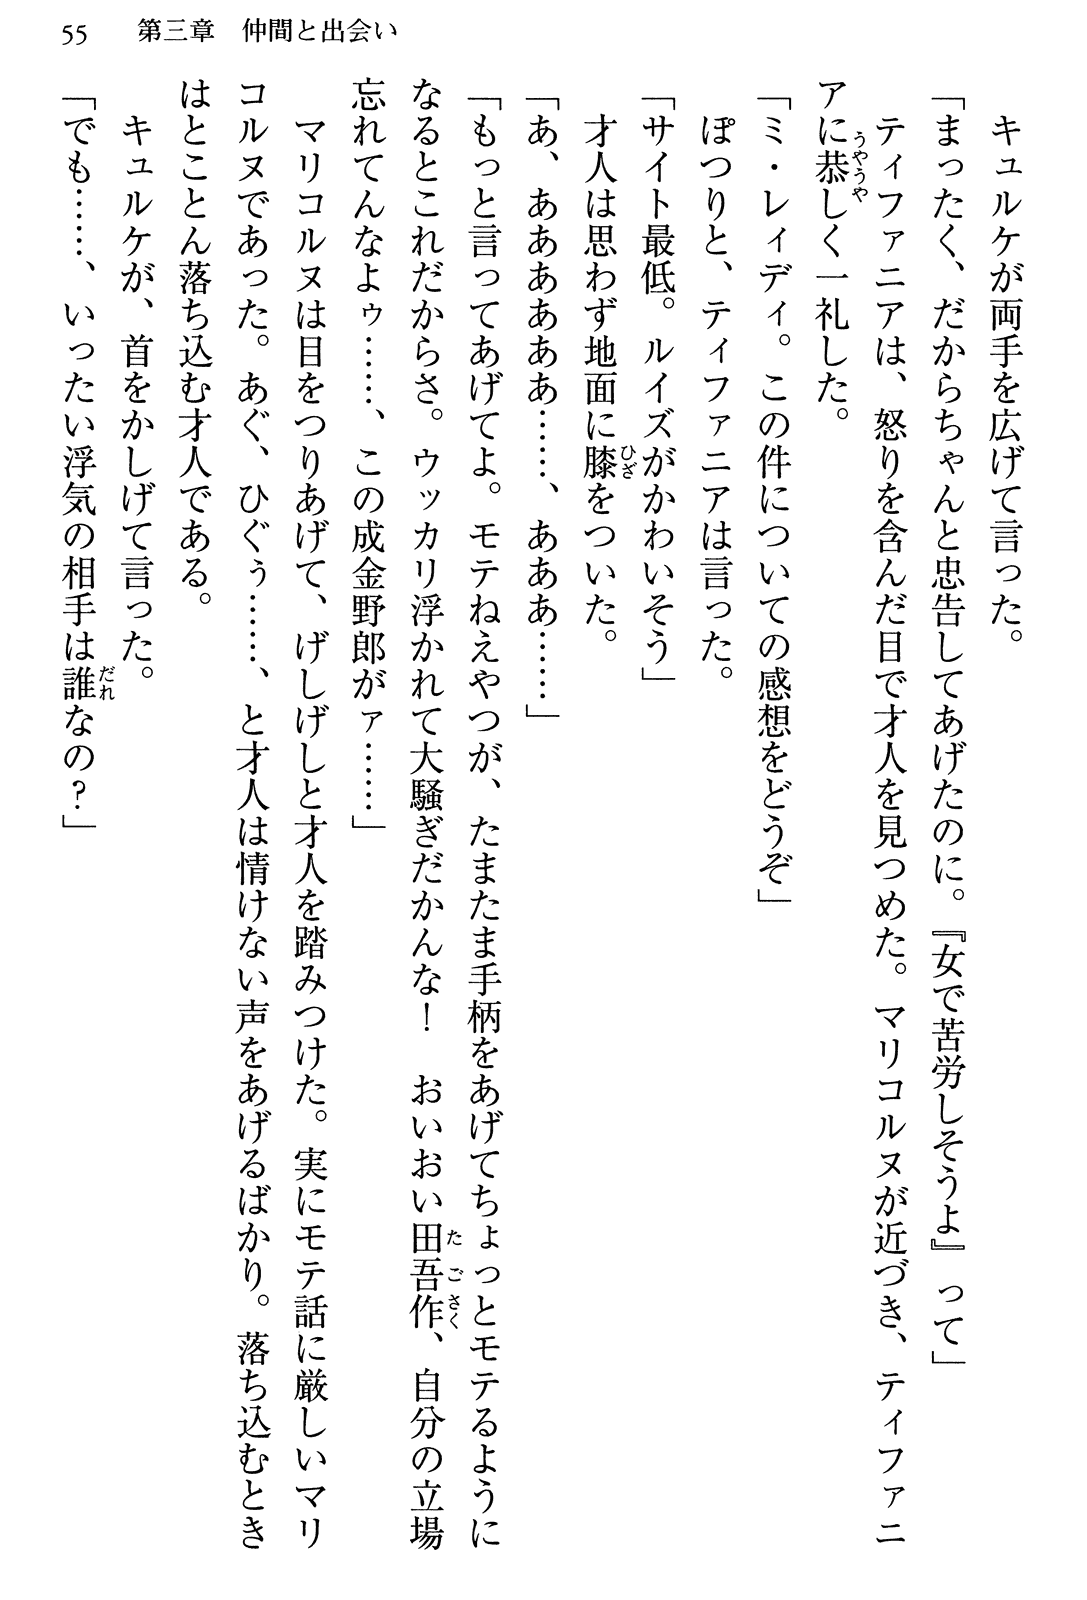 55　第三章　仲間と出会い
　キュルケが両手を広げて言った。
「まったく、だからちゃんと忠告してあげたのに。『女で苦労しそうよ』って」
　ティファニアは、怒りを含んだ目で才人を見つめた。マリコルヌが近づき、ティファニ
アに恭しく一礼した。
「ミ・レィディ。この件についての感想をどうぞ」
　ぽつりと、ティファニアは言った。
「サイト最低。ルイズがかわいそう」
　才人は思わず地面に膝をついた。
「あ、ああああああ……、あああ……」
「もっと言ってあげてよ。モテねえやつが、たまたま手柄をあげてちょっとモテるように
なるとこれだからさ。ウッカリ浮かれて大騒ぎだかんな！　おいおい田吾作、自分の立場
忘れてんなよゥ……、この成金野郎がァ……」
　マリコルヌは目をつりあげて、げしげしと才人を踏みつけた。実にモテ話に厳しいマリ
コルヌであった。あぐ、ひぐぅ……、と才人は情けない声をあげるばかり。落ち込むとき
はとことん落ち込む才人である。
　キュルケが、首をかしげて言った。
「でも……、いったい浮気の相手は誰なの？」